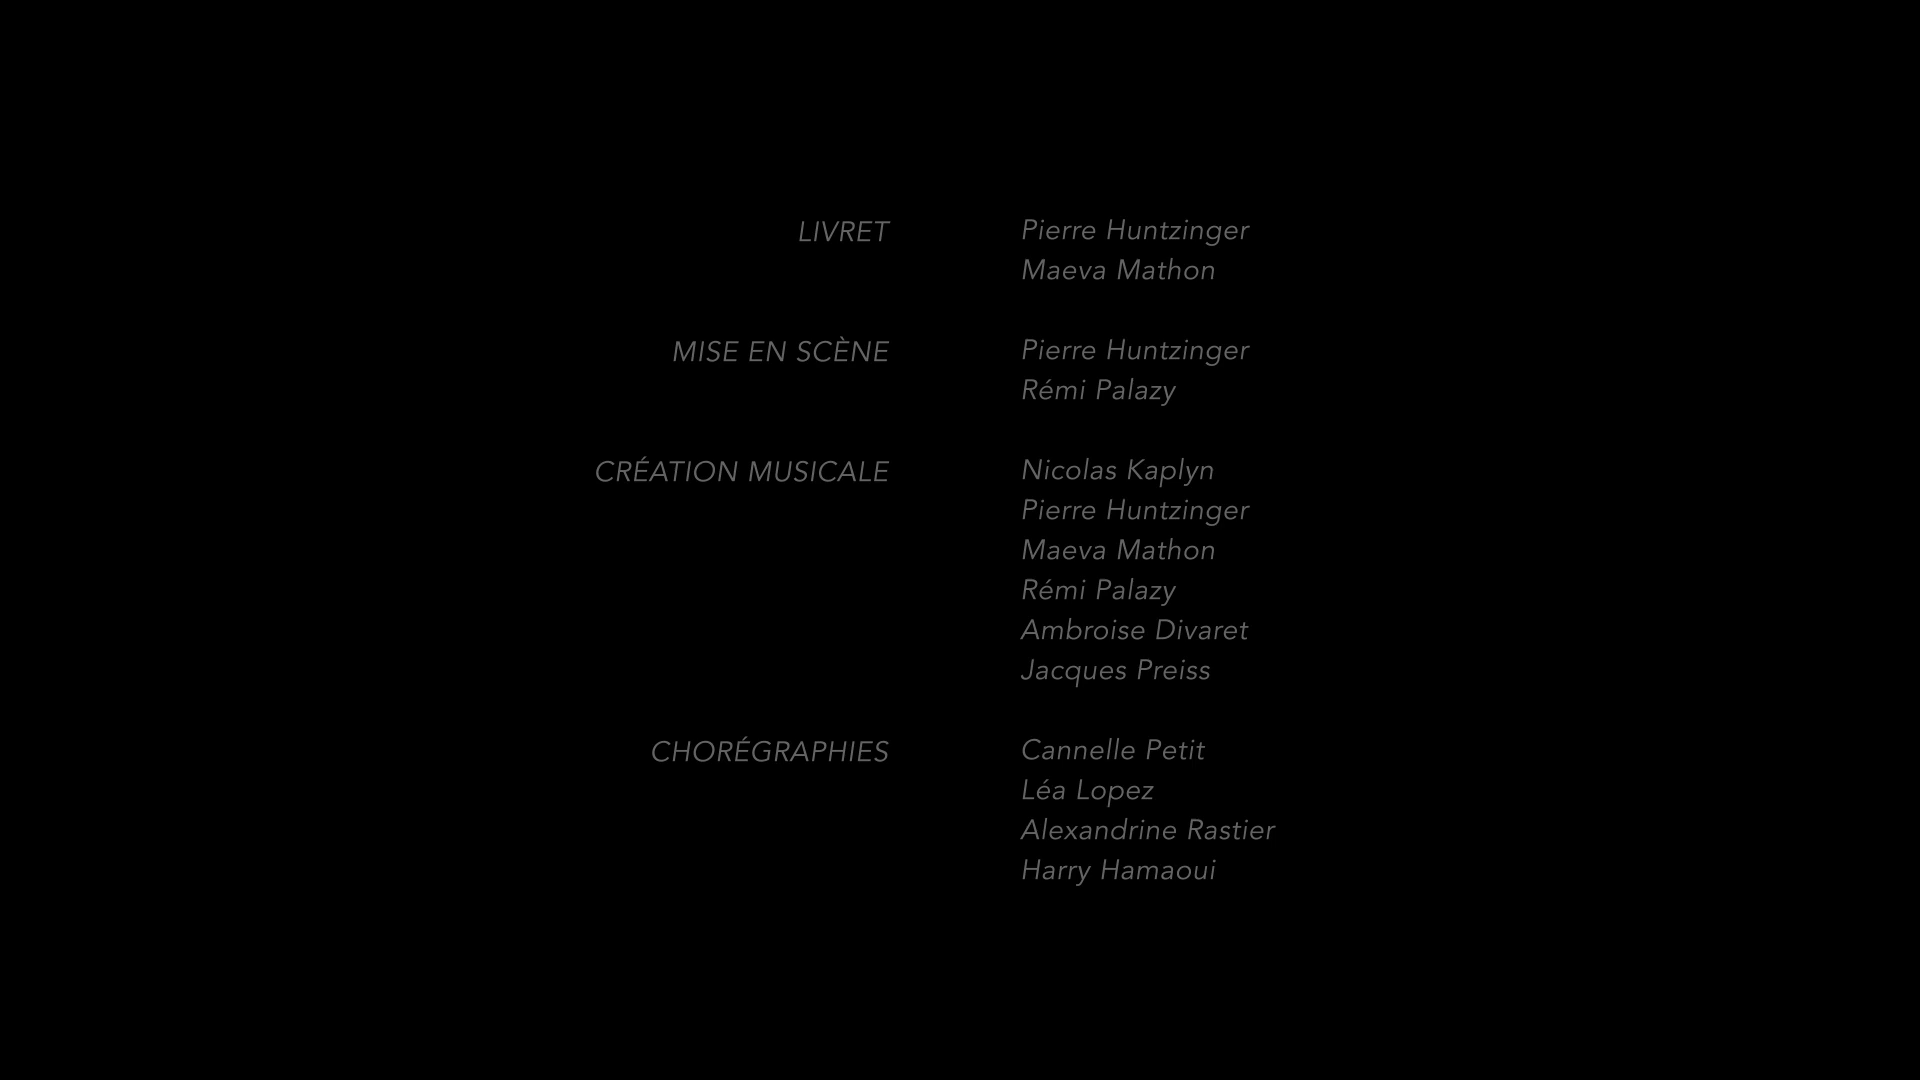 LIVRET Pierre Huntzinger
Maeva Mathon
MISE EN SCÈNE Pierre Huntzinger
Rémi Palazy
CRÉATION MUSICALE Nicolas Kaplyn
Pierre Huntzinger
Maeva Mathon
Rémi Palazy
Ambroise Divaret
Jacques Preiss
CHORÉGRAPHIES Cannelle Petit
Léa Lopez
Alexandrine Rastier
Harry Hamaoui